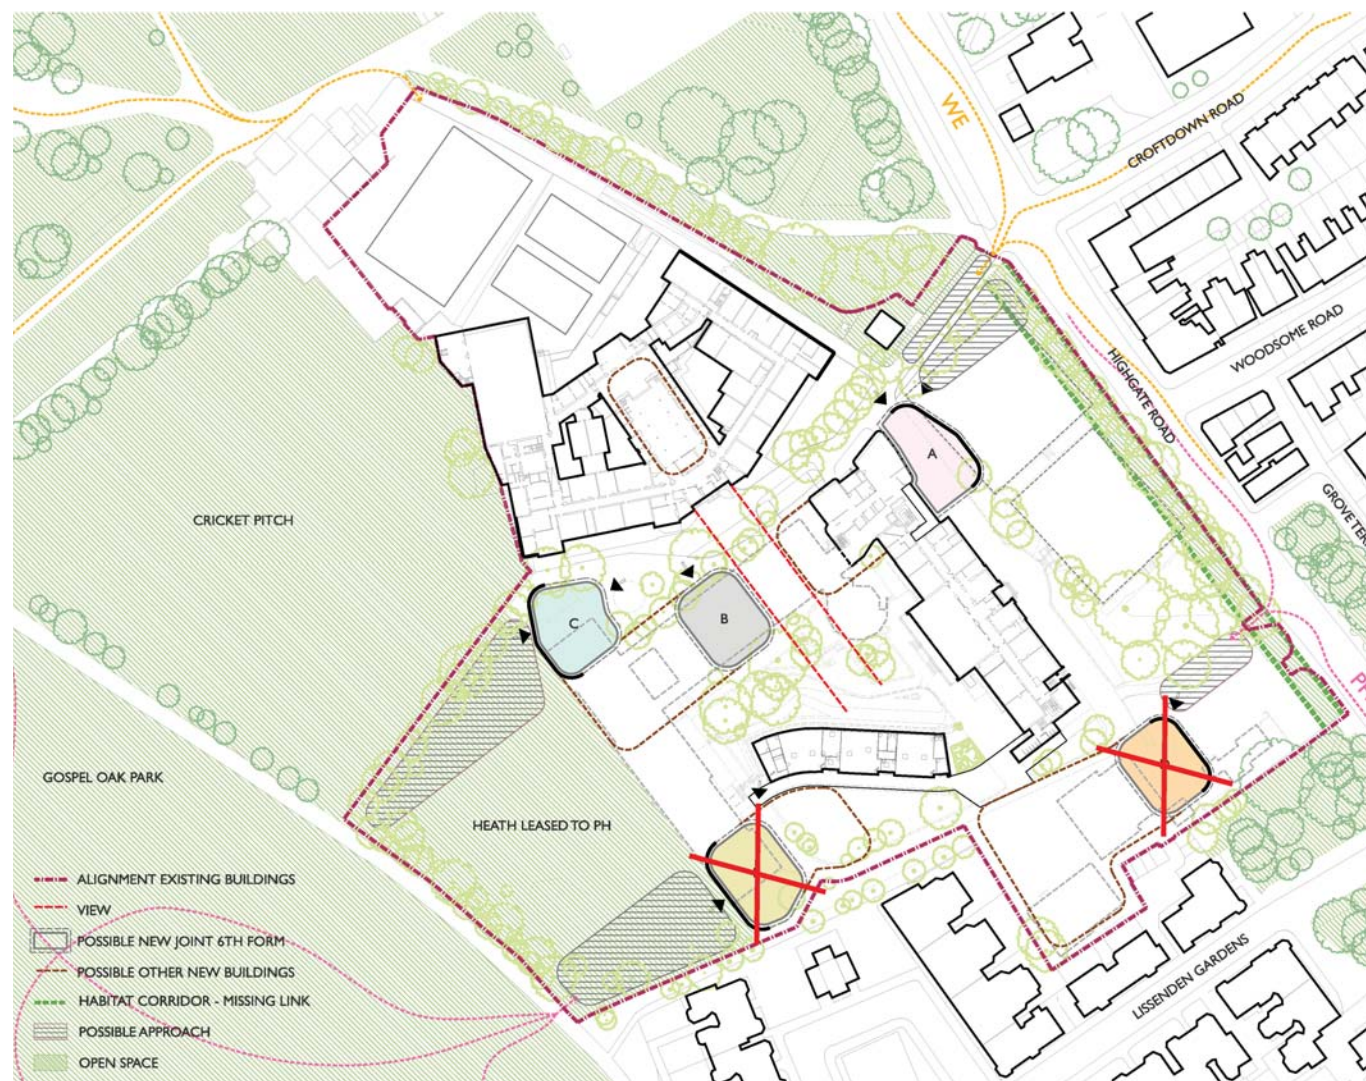 WE
CROFTDOWN ROAD
WOODSOME ROAD
HIGHGATE ROAD
A
CRICKET PITCH
C
B
GOSPEL OAK PARK
HEATH LEASED TO PH
ALIGNMENT EXISTING BUILDINGS
VIEW
POSSIBLE NEW JOINT 6TH FORM
POSSIBLE OTHER NEW BUILDINGS
HABITAT CORRIDOR - MISSING LINK
POSSIBLE APPROACH
OPEN SPACE
LISSENDEN GARDENS
GROVE